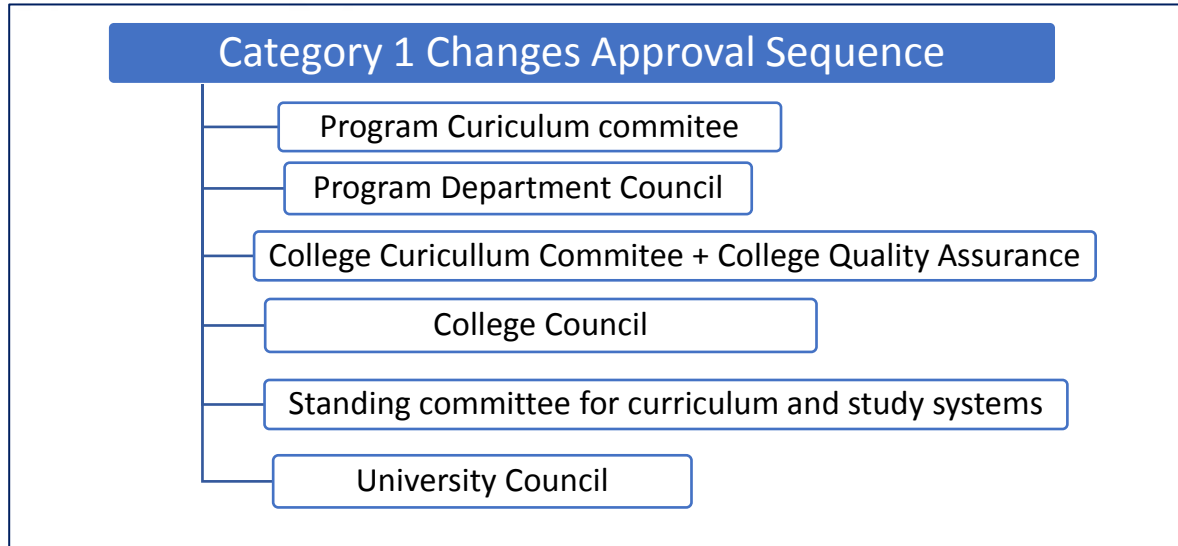 Category 1 Changes Approval Sequence
Program Curiculum commitee
Program Department Council
College Curicullum Commitee + College Quality Assurance
College Council
Standing committee for curriculum and study systems
University Council